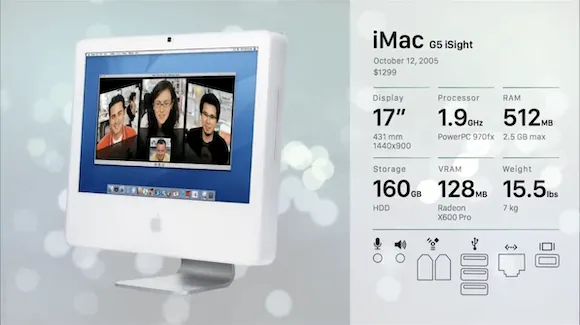 iMac G5 iSight
October 12, 2005
$1299
Display Processor RAM
17” 1.9GHz 512MB
431 mm PowerPC 970fx 2.5 GB max
1440x900
Storage VRAM Weight
160GB 128MB 15.5lbs
HDD Radeon 7 kg
X600 Pro